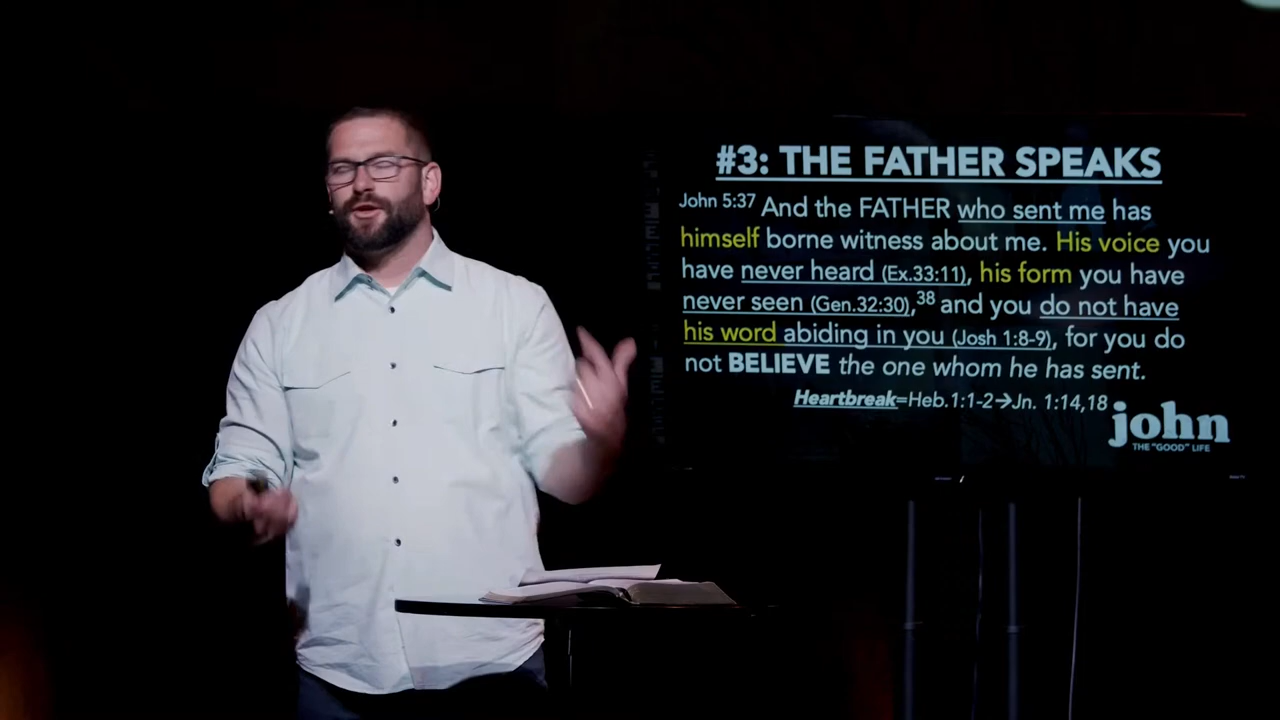 #3: THE FATHER SPEAKS
John 5:37 And the FATHER who sent me has
himself borne witness about me. His voice you
have never heard (Ex.33:11), his form you have
never seen (Gen.32:30),38 and you do not have
his word abiding in you (Josh 1:8-9), for you do
not BELIEVE the one whom he has sent.
Heartbreak=Heb.1:1-2→Jn. 1:14,18
john
THE "GOOD" LIFE